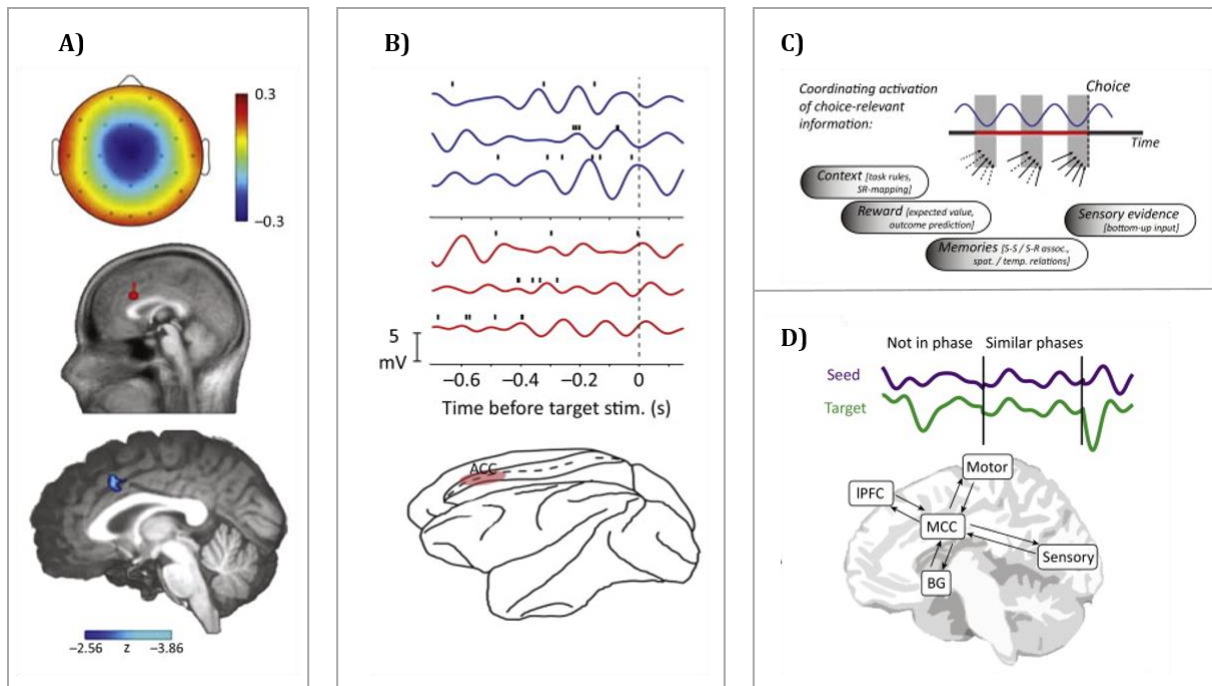 A)
0.3
−0.3
−2.56 z −3.86
B)
5
mV
−0.6 −0.4 −0.2 0
Time before target stim. (s)
ACC
C)
Coordinating activation
of choice-relevant
information:
Choice
Time
Context [task rules,
SR-mapping]
Reward [expected value,
outcome prediction]
Sensory evidence
[bottom-up input]
Memories [S-S / S-R assoc.,
spat. / temp. relations]
D)
Not in phase Similar phases
Seed
Target
Motor
lPFC
MCC
Sensory
BG